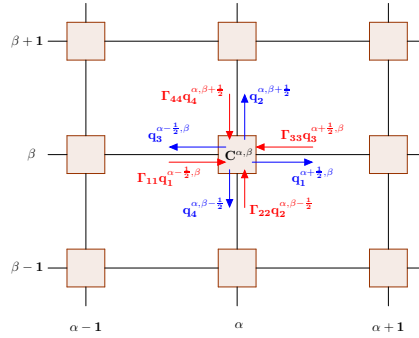 β + 1
Γ₄₄q₄^{α,β+½} q₂^{α,β+½}
q₃^{α−½,β} Γ₃₃q₃^{α+½,β}
β C^{α,β}
Γ₁₁q₁^{α−½,β} q₁^{α+½,β}
q₄^{α,β−½} Γ₂₂q₂^{α,β−½}
β − 1
α − 1 α α + 1